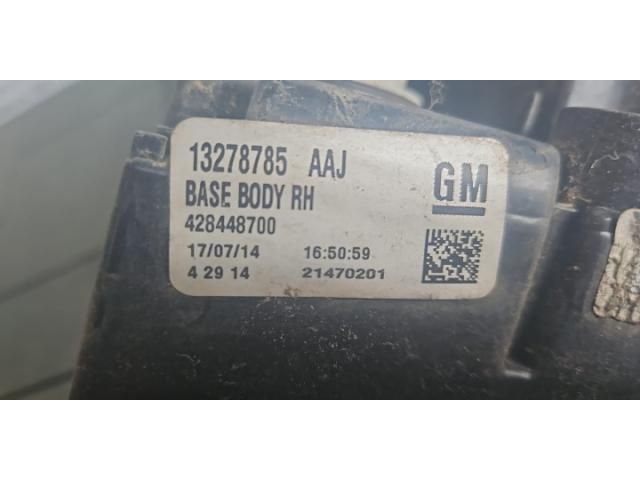 13278785 AAJ
GM
BASE BODY RH
428448700
17/07/14 16:50:59
4 29 14 21470201